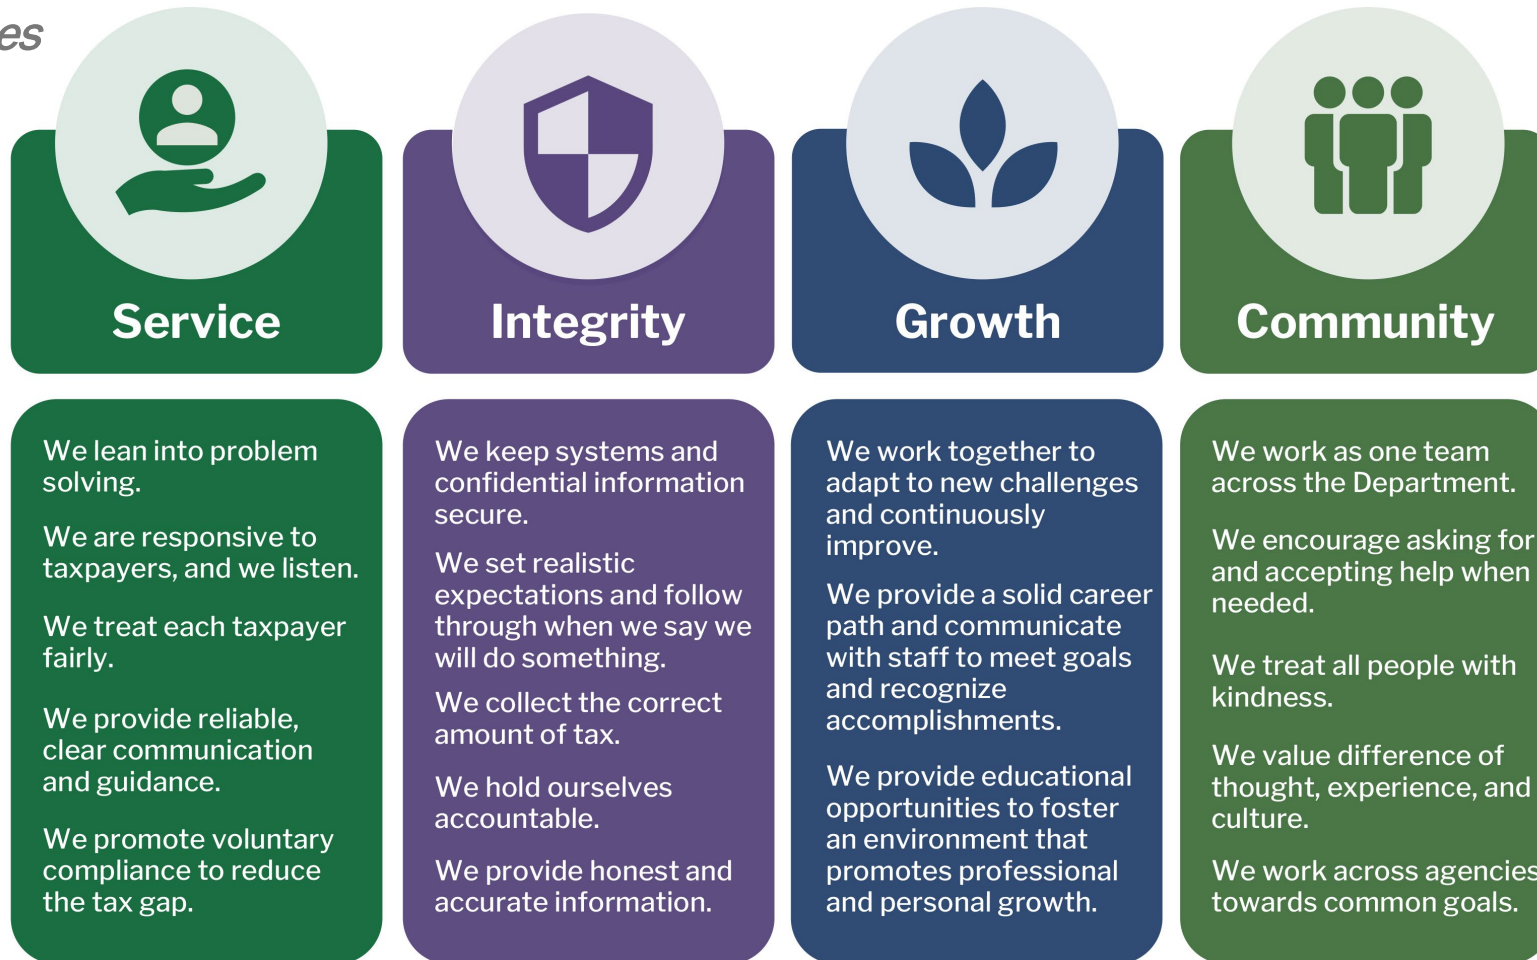 Service
We lean into problem
solving.
We are responsive to
taxpayers, and we listen.
We treat each taxpayer
fairly.
We provide reliable,
clear communication
and guidance.
We promote voluntary
compliance to reduce
the tax gap.
Integrity
We keep systems and
confidential information
secure.
We set realistic
expectations and follow
through when we say we
will do something.
We collect the correct
amount of tax.
We hold ourselves
accountable.
We provide honest and
accurate information.
Growth
We work together to
adapt to new challenges
and continuously
improve.
We provide a solid career
path and communicate
with staff to meet goals
and recognize
accomplishments.
We provide educational
opportunities to foster
an environment that
promotes professional
and personal growth.
Community
We work as one team
across the Department.
We encourage asking for
and accepting help when
needed.
We treat all people with
kindness.
We value difference of
thought, experience, and
culture.
We work across agencies
towards common goals.